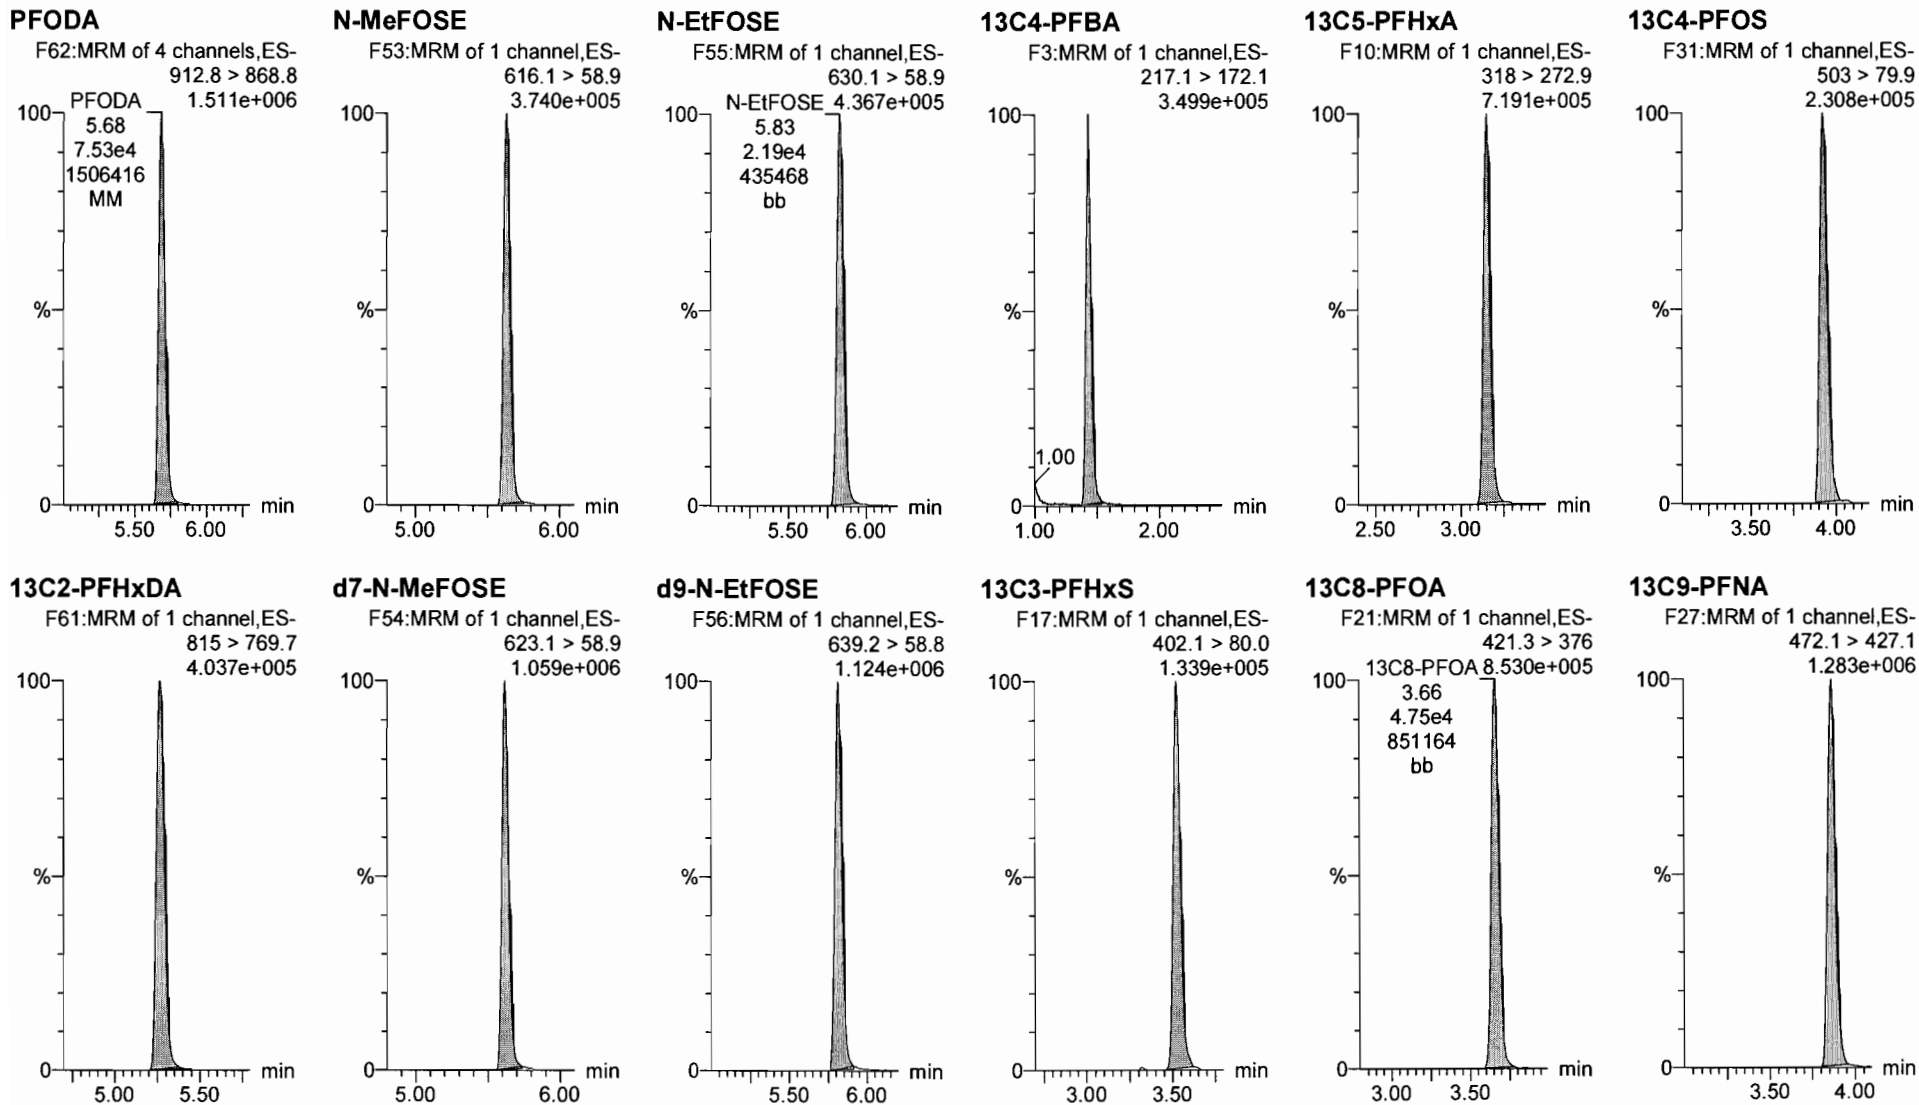 PFODA
F62:MRM of 4 channels,ES-
912.8 > 868.8
1.511e+006
PFODA
5.68
7.53e4
1506416
MM
100
%
0
5.50 6.00 min
N-MeFOSE
F53:MRM of 1 channel,ES-
616.1 > 58.9
3.740e+005
100
%
0
5.00 6.00 min
N-EtFOSE
F55:MRM of 1 channel,ES-
630.1 > 58.9
N-EtFOSE 4.367e+005
5.83
2.19e4
435468
bb
100
%
0
5.50 6.00 min
13C4-PFBA
F3:MRM of 1 channel,ES-
217.1 > 172.1
3.499e+005
100
%
1.00
0
1.00 2.00 min
13C5-PFHxA
F10:MRM of 1 channel,ES-
318 > 272.9
7.191e+005
100
%
0
2.50 3.00 min
13C4-PFOS
F31:MRM of 1 channel,ES-
503 > 79.9
2.308e+005
100
%
0
3.50 4.00 min
13C2-PFHxDA
F61:MRM of 1 channel,ES-
815 > 769.7
4.037e+005
100
%
0
5.00 5.50 min
d7-N-MeFOSE
F54:MRM of 1 channel,ES-
623.1 > 58.9
1.059e+006
100
%
0
5.00 6.00 min
d9-N-EtFOSE
F56:MRM of 1 channel,ES-
639.2 > 58.8
1.124e+006
100
%
0
5.50 6.00 min
13C3-PFHxS
F17:MRM of 1 channel,ES-
402.1 > 80.0
1.339e+005
100
%
0
3.00 3.50 min
13C8-PFOA
F21:MRM of 1 channel,ES-
421.3 > 376
13C8-PFOA 8.530e+005
3.66
4.75e4
851164
bb
100
%
0
3.00 3.50 min
13C9-PFNA
F27:MRM of 1 channel,ES-
472.1 > 427.1
1.283e+006
100
%
0
3.50 4.00 min